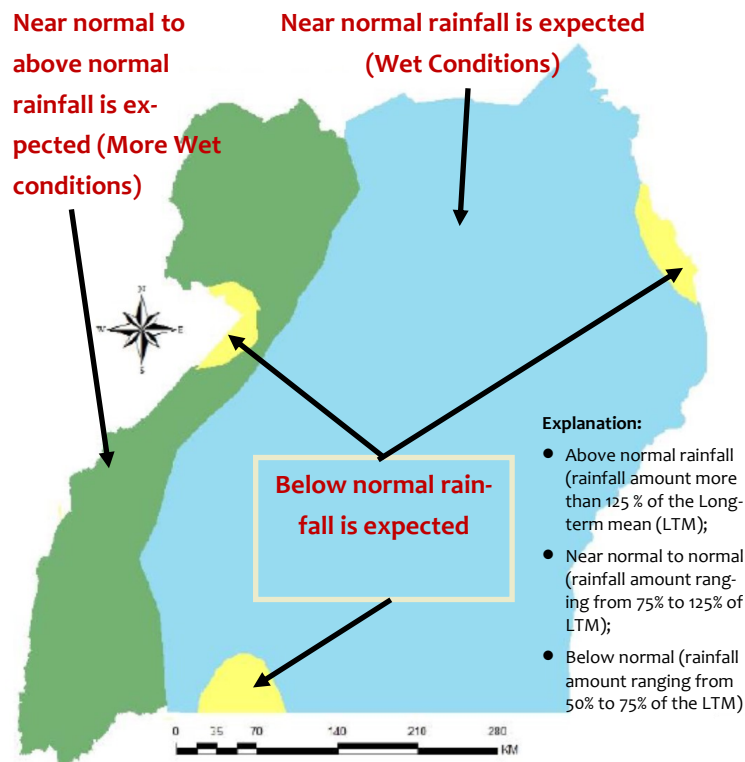 Near normal to
above normal
rainfall is ex-
pected (More Wet
conditions)
Near normal rainfall is expected
(Wet Conditions)
N
W
E
S
Below normal rain-
fall is expected
Explanation:
● Above normal rainfall
(rainfall amount more
than 125 % of the Long-
term mean (LTM);
● Near normal to normal
(rainfall amount rang-
ing from 75% to 125% of
LTM);
● Below normal (rainfall
amount ranging from
50% to 75% of the LTM)
0 35 70 140 210 280
KM